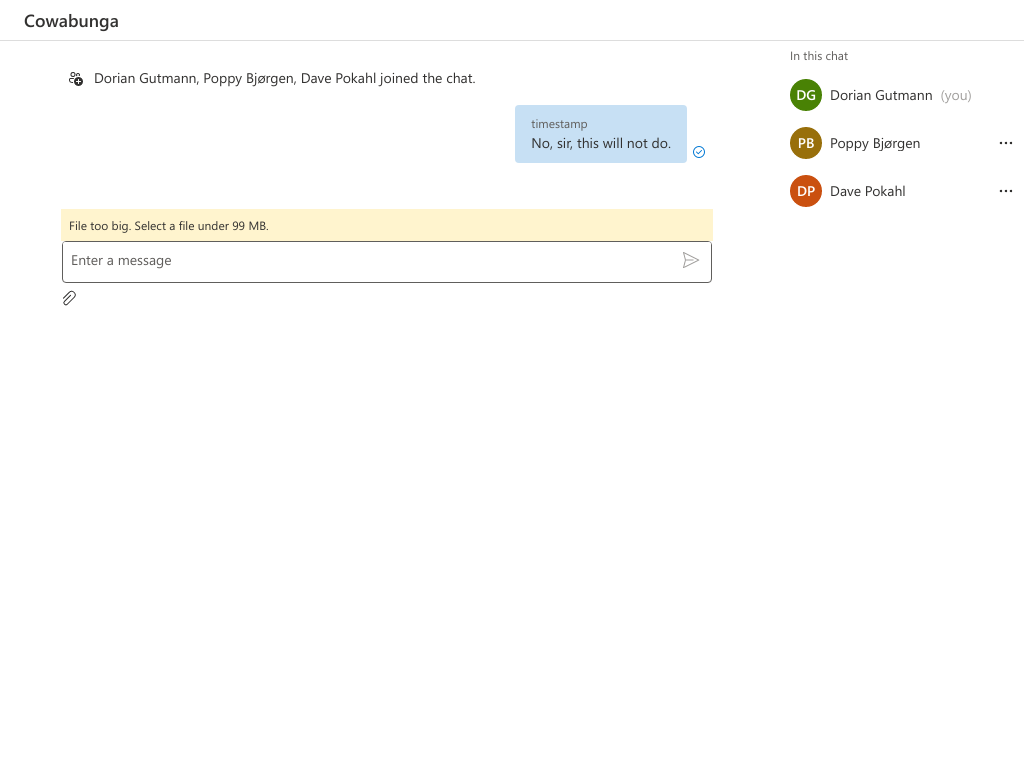 Cowabunga
Dorian Gutmann, Poppy Bjørgen, Dave Pokahl joined the chat.
timestamp
No, sir, this will not do.
File too big. Select a file under 99 MB.
Enter a message
In this chat
DG Dorian Gutmann (you)
PB Poppy Bjørgen
DP Dave Pokahl